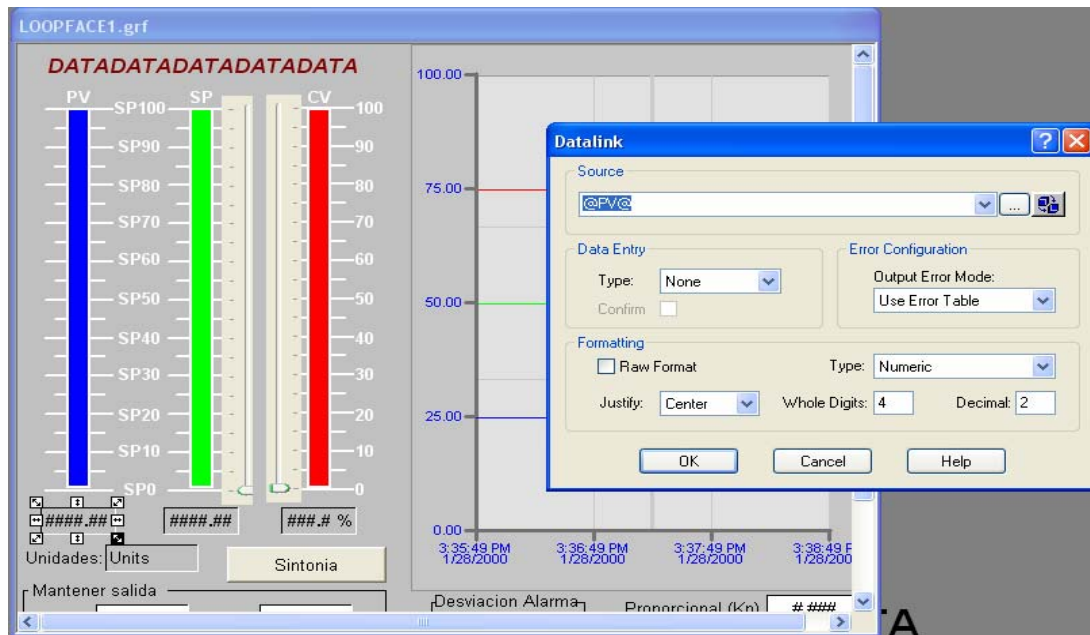 LOOPFACE1.grf
DATADATADATADATADATA
PV SP CV
SP100 100
SP90 90
SP80 80
SP70 70
SP60 60
SP50 50
SP40 40
SP30 30
SP20 20
SP10 10
SP0 0
####.## ####.## ###.# %
Unidades: Units
Sintonia
Mantener salida
100.00
75.00
50.00
25.00
0.00
3:35:49 PM 3:36:49 PM 3:37:49 PM 3:38:49 P
1/28/2000 1/28/2000 1/28/2000 1/28/200
Desviacion Alarma
Proporcional (Kp) #.###
Datalink
Source
@PV@
...
Data Entry
Type: None
Confirm
Error Configuration
Output Error Mode:
Use Error Table
Formatting
Raw Format Type: Numeric
Justify: Center Whole Digits: 4 Decimal: 2
OK Cancel Help
TA